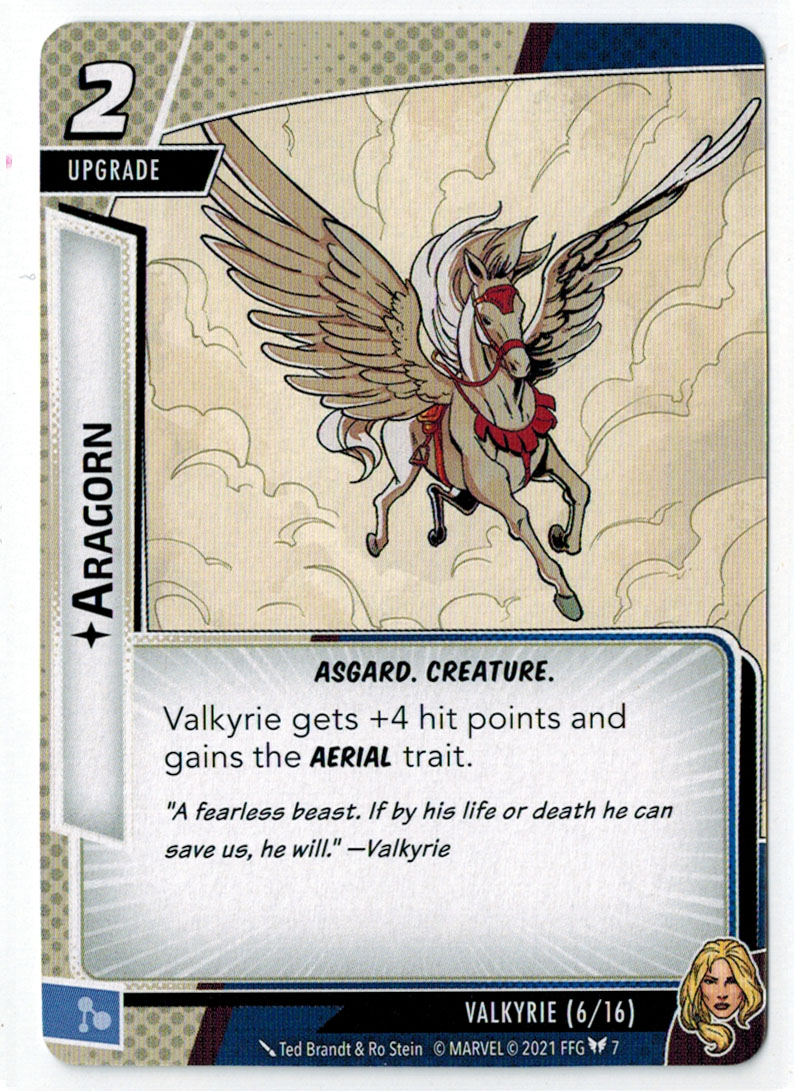 2
UPGRADE
ARAGORN
ASGARD. CREATURE.
Valkyrie gets +4 hit points and
gains the AERIAL trait.
"A fearless beast. If by his life or death he can
save us, he will." —Valkyrie
VALKYRIE (6/16)
Ted Brandt & Ro Stein © MARVEL © 2021 FFG 7